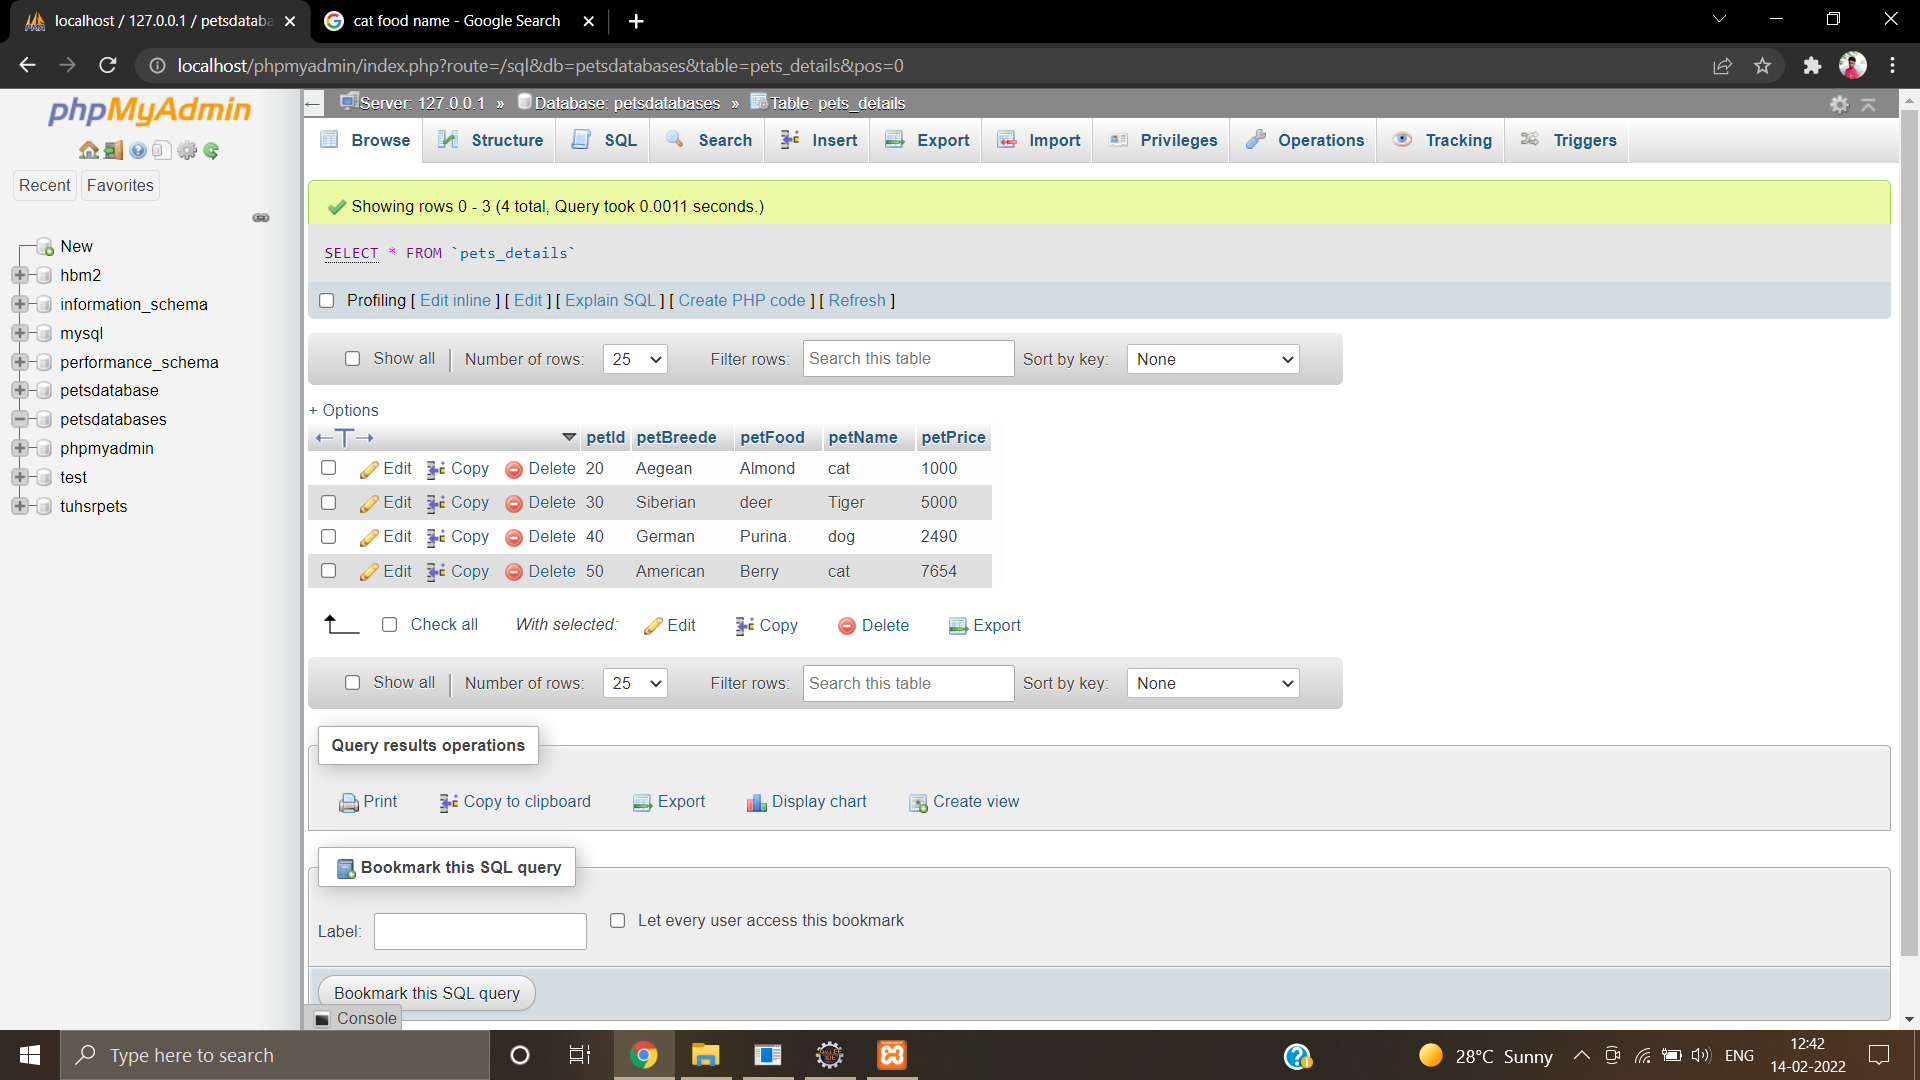 localhost / 127.0.0.1 / petsdataba
cat food name - Google Search
localhost/phpmyadmin/index.php?route=/sql&db=petsdatabases&table=pets_details&pos=0
phpMyAdmin
Recent Favorites
New
hbm2
information_schema
mysql
performance_schema
petsdatabase
petsdatabases
phpmyadmin
test
tuhsrpets
Server: 127.0.0.1 » Database: petsdatabases » Table: pets_details
Browse Structure SQL Search Insert Export Import Privileges Operations Tracking Triggers
Showing rows 0 - 3 (4 total, Query took 0.0011 seconds.)
SELECT * FROM `pets_details`
Profiling [ Edit inline ] [ Edit ] [ Explain SQL ] [ Create PHP code ] [ Refresh ]
Show all | Number of rows: 25 Filter rows: Search this table Sort by key: None
+ Options
petId petBreede petFood petName petPrice
Edit Copy Delete 20 Aegean Almond cat 1000
Edit Copy Delete 30 Siberian deer Tiger 5000
Edit Copy Delete 40 German Purina. dog 2490
Edit Copy Delete 50 American Berry cat 7654
Check all With selected: Edit Copy Delete Export
Show all | Number of rows: 25 Filter rows: Search this table Sort by key: None
Query results operations
Print Copy to clipboard Export Display chart Create view
Bookmark this SQL query
Label: Let every user access this bookmark
Bookmark this SQL query
Console
Type here to search
28°C Sunny
ENG
12:42
14-02-2022